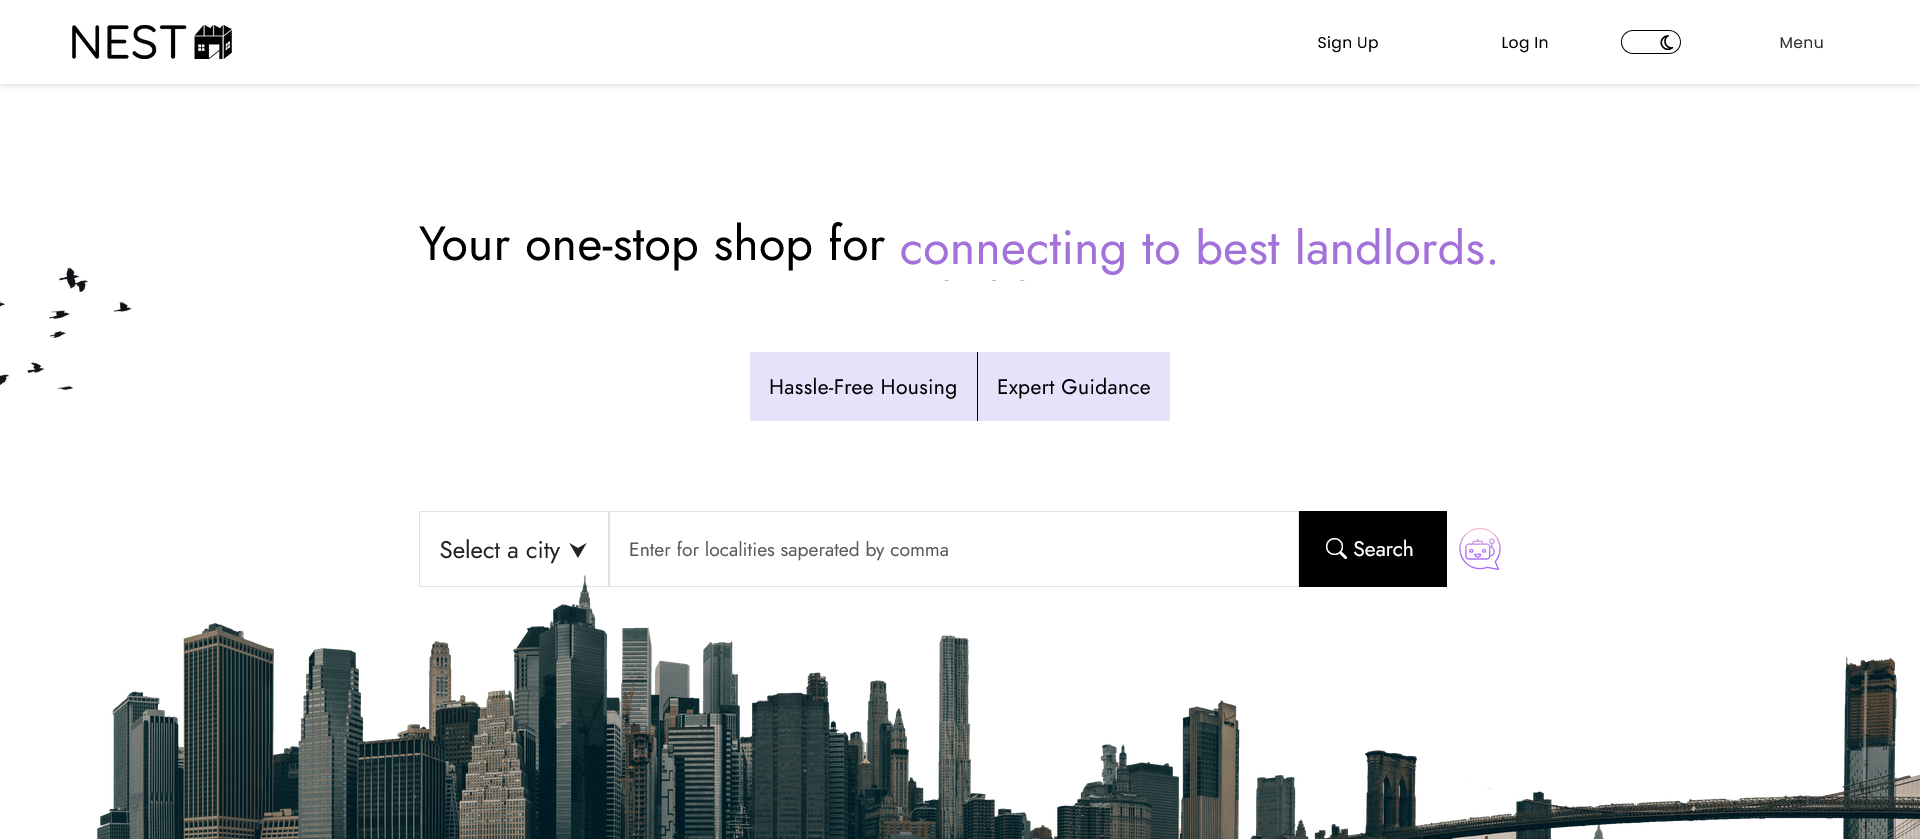 NEST
Sign Up
Log In
Menu
Your one-stop shop for connecting to best landlords.
Hassle-Free Housing
Expert Guidance
Select a city
Enter for localities saperated by comma
Search